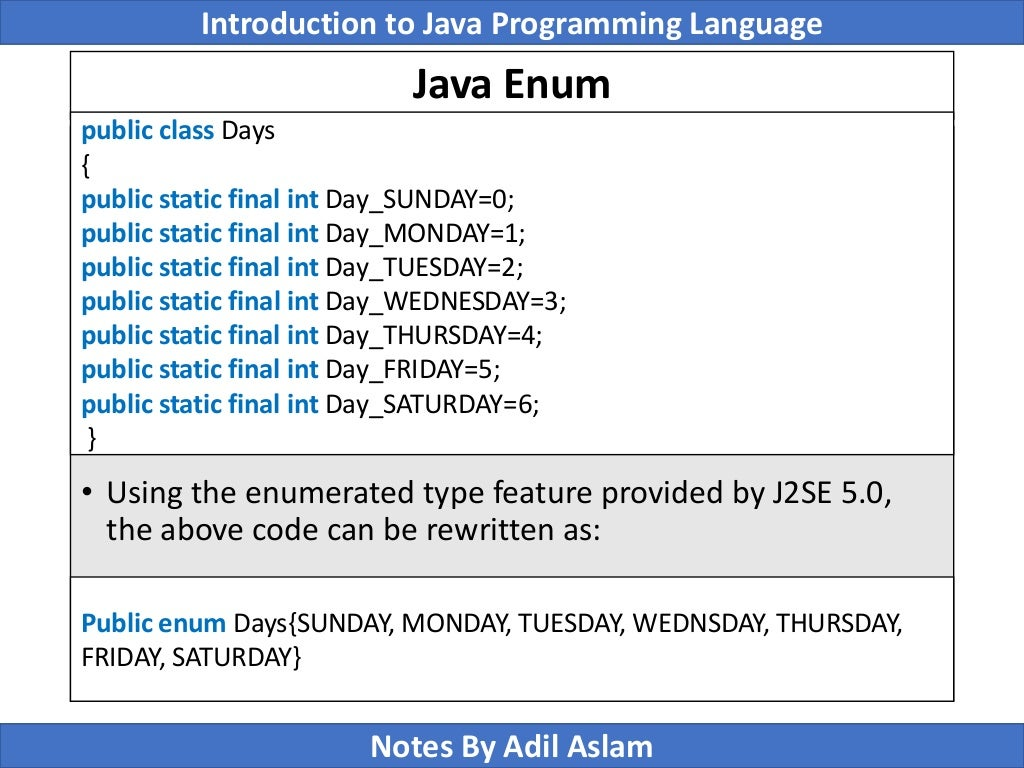 Introduction to Java Programming Language
Java Enum
public class Days
{
public static final int Day_SUNDAY=0;
public static final int Day_MONDAY=1;
public static final int Day_TUESDAY=2;
public static final int Day_WEDNESDAY=3;
public static final int Day_THURSDAY=4;
public static final int Day_FRIDAY=5;
public static final int Day_SATURDAY=6;
}
• Using the enumerated type feature provided by J2SE 5.0,
the above code can be rewritten as:
Public enum Days{SUNDAY, MONDAY, TUESDAY, WEDNSDAY, THURSDAY,
FRIDAY, SATURDAY}
Notes By Adil Aslam